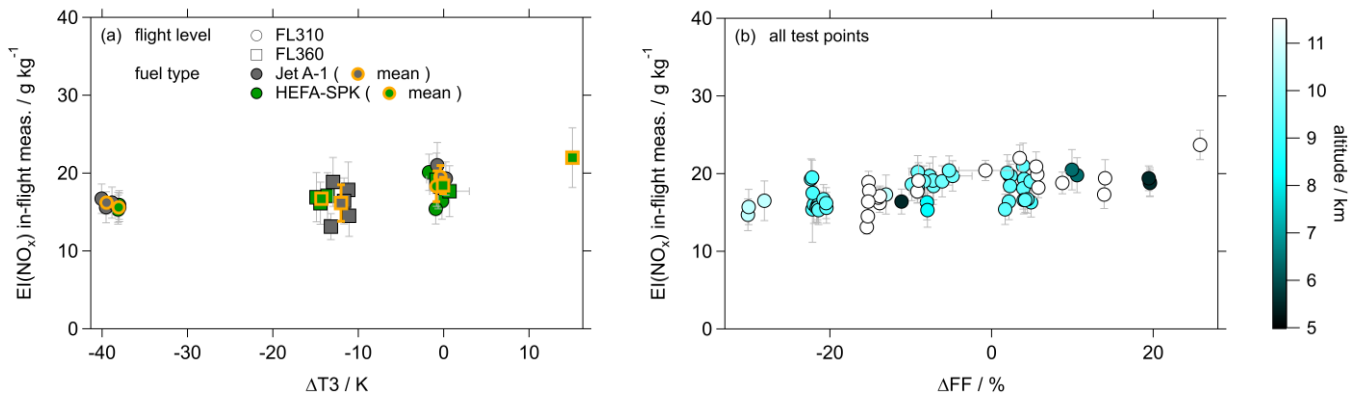 (a) flight level
FL310
FL360
fuel type
Jet A-1 ( mean )
HEFA-SPK ( mean )
EI(NOx) in-flight meas. / g kg-1
40
30
20
10
0
-40 -30 -20 -10 0 10
ΔT3 / K
(b) all test points
EI(NOx) in-flight meas. / g kg-1
40
30
20
10
0
-20 0 20
ΔFF / %
11
10
9
8
7
6
5
altitude / km